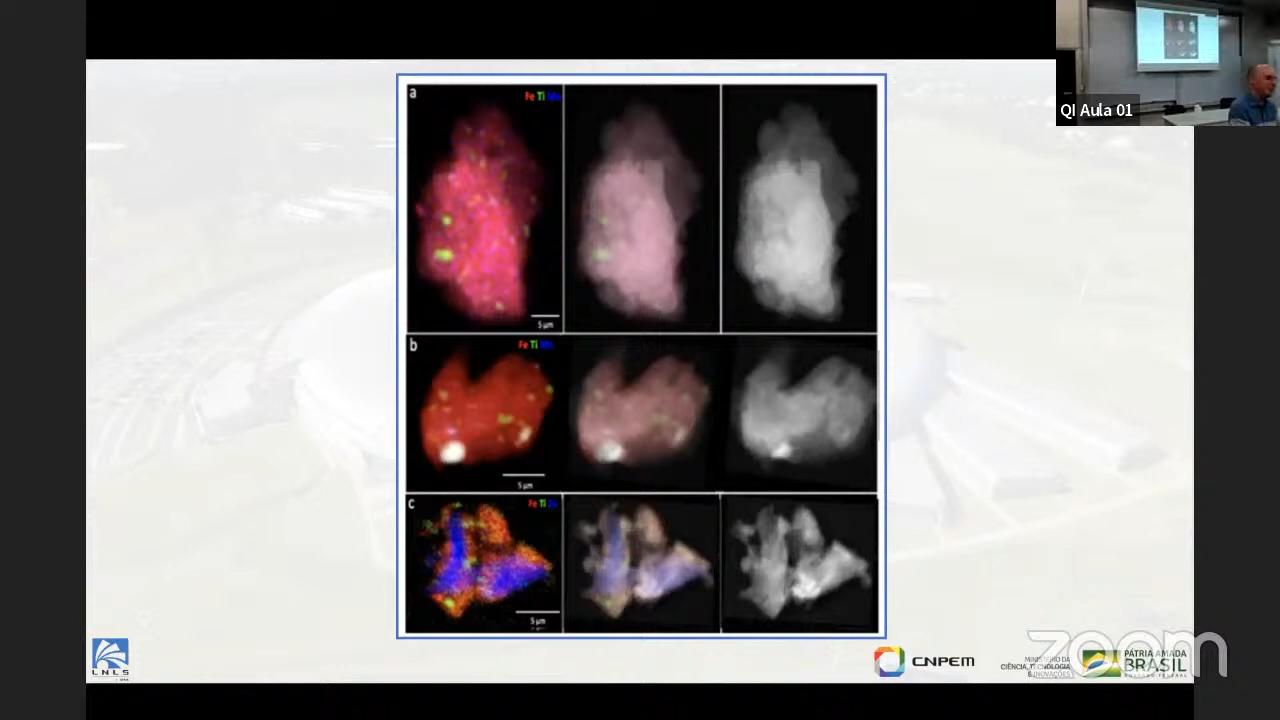 QI Aula 01
a
Fe Ti Mn
5 µm
b
Fe Ti Mn
5 µm
c
Fe Ti
5 µm
LNLS
CNPEM
MINISTÉRIO DA
CIÊNCIA, TECNOLOGIA
E INOVAÇÕES
PÁTRIA AMADA
BRASIL
zoom